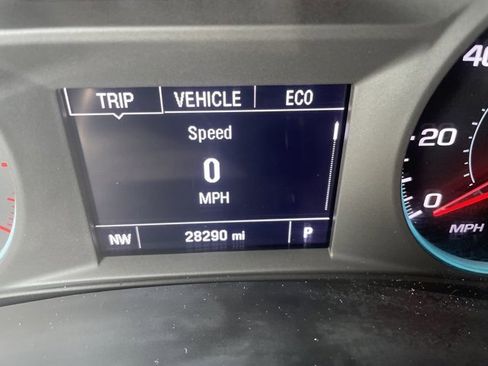 TRIP VEHICLE ECO
Speed
0
MPH
NW 28290 mi P
40
20
0
MPH